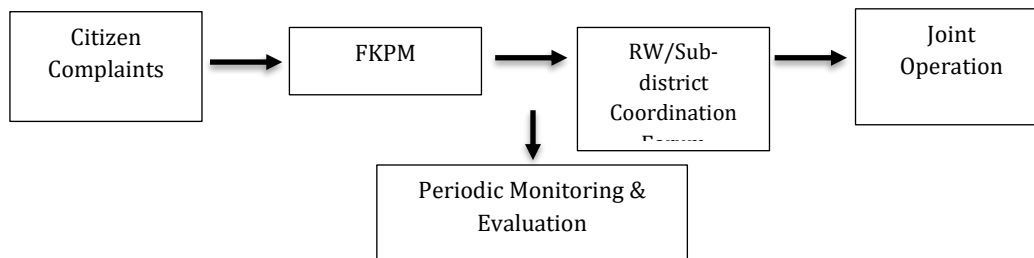 Citizen
Complaints
FKPM
RW/Sub-
district
Coordination
Joint
Operation
Periodic Monitoring &
Evaluation